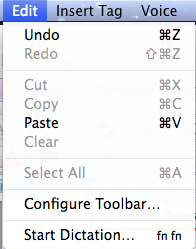 Edit Insert Tag Voice
Undo ⌘Z
Redo ⇧⌘Z
Cut ⌘X
Copy ⌘C
Paste ⌘V
Clear
Select All ⌘A
Configure Toolbar...
Start Dictation... fn fn